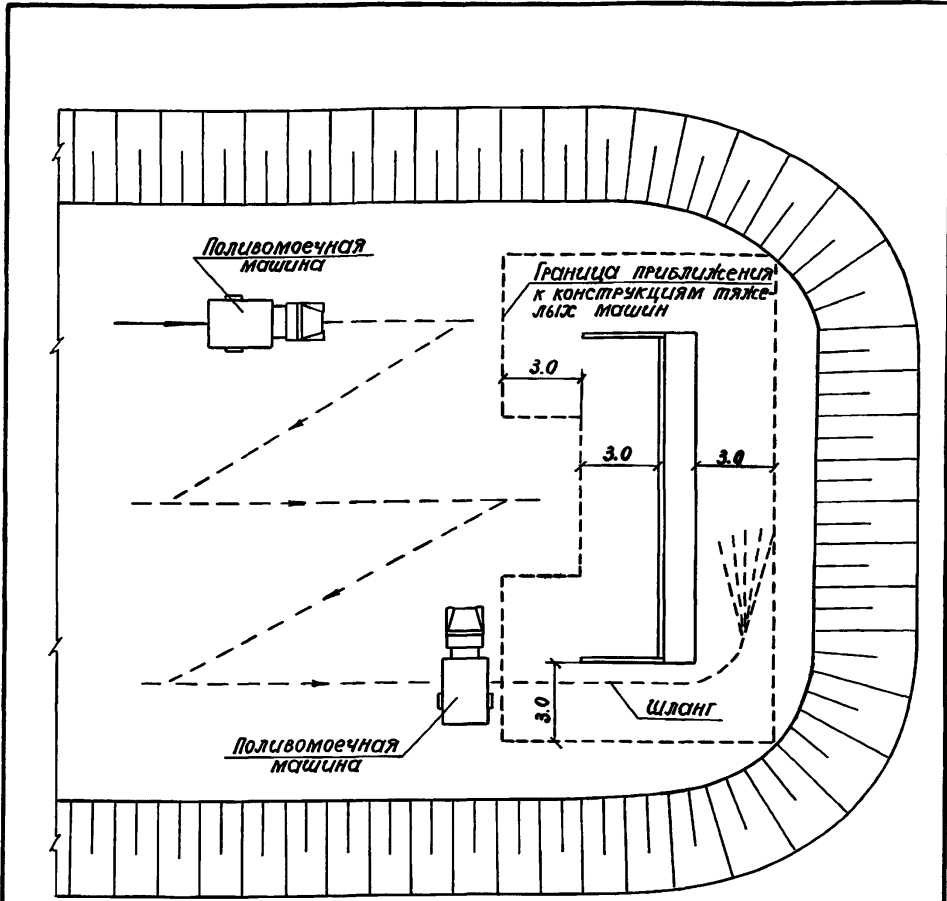 Поливомоечная
машина
Граница приближения
к конструкциям тяже-
лых машин
3.0
3.0
3.0
3.0
Шланг
Поливомоечная
машина